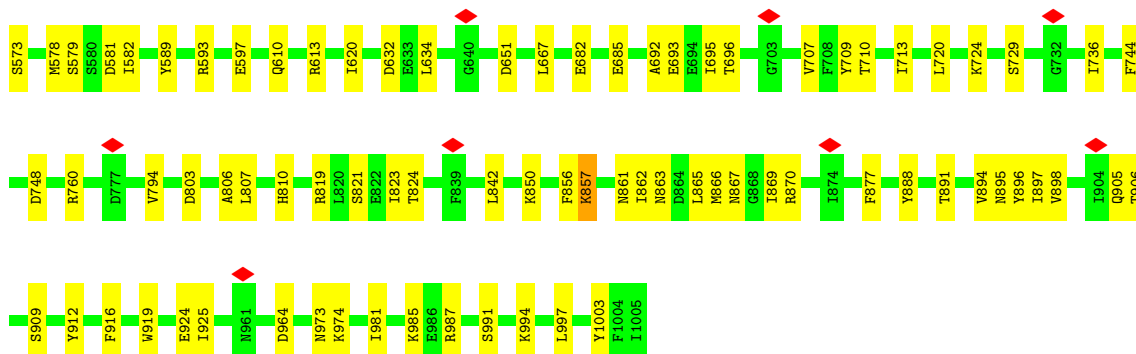 S573 M578 S579 S580 D581 I582 Y589 R593 E597 Q610 R613 I620 D632 E633 L634 G640 D651 L667 E682 E685 A692 E693 E694 I695 T696 G703 V707 F708 Y709 T710 I713 L720 K724 S729 G732 I736 F744
D748 R760 D777 V794 D803 A806 L807 H810 R819 L820 S821 E822 I823 T824 F839 L842 K850 F856 K857 N861 I862 N863 D864 L865 M866 N867 G868 I869 R870 I874 F877 Y888 T891 V894 N895 Y896 I897 V898 I904 Q905 T906
S909 Y912 F916 W919 E924 I925 N961 D964 N973 K974 I981 K985 E986 R987 S991 K994 L997 Y1003 F1004 I1005